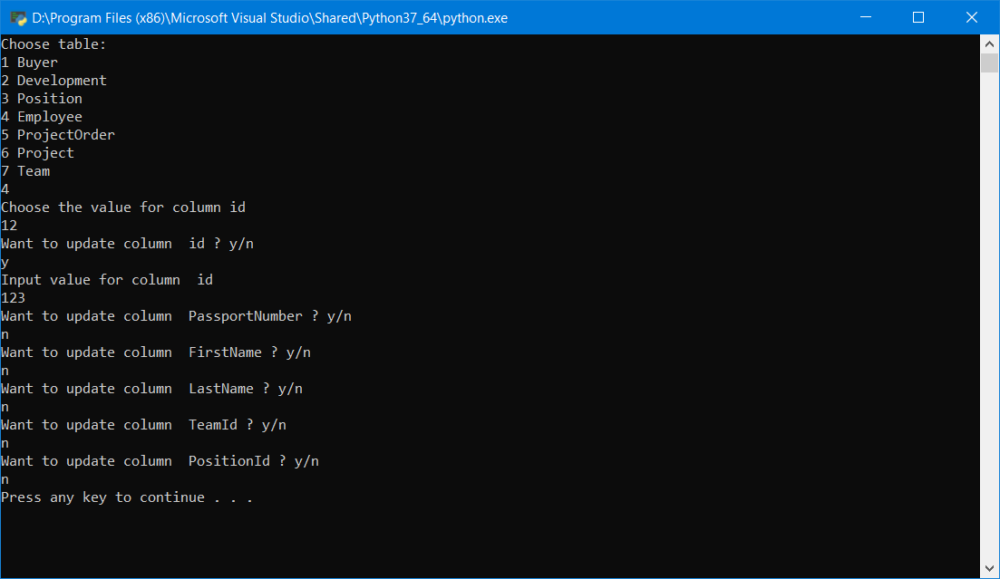 D:\Program Files (x86)\Microsoft Visual Studio\Shared\Python37_64\python.exe
Choose table:
1 Buyer
2 Development
3 Position
4 Employee
5 ProjectOrder
6 Project
7 Team
4
Choose the value for column id
12
Want to update column  id ? y/n
y
Input value for column  id
123
Want to update column  PassportNumber ? y/n
n
Want to update column  FirstName ? y/n
n
Want to update column  LastName ? y/n
n
Want to update column  TeamId ? y/n
n
Want to update column  PositionId ? y/n
n
Press any key to continue . . .